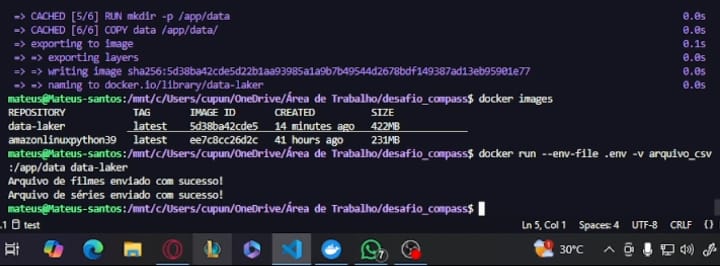 => CACHED [5/6] RUN mkdir -p /app/data 0.0s
=> CACHED [6/6] COPY data /app/data/ 0.0s
=> exporting to image 0.1s
=> => exporting layers 0.0s
=> => writing image sha256:5d38ba42cde5d22b1aa93985a1a9b7b49544d2678bdf149387ad13eb95901e77 0.0s
=> => naming to docker.io/library/data-laker 0.0s
mateus@Mateus-santos:/mnt/c/Users/cupun/OneDrive/Área de Trabalho/desafio_compass$ docker images
REPOSITORY TAG IMAGE ID CREATED SIZE
data-laker latest 5d38ba42cde5 14 minutes ago 422MB
amazonlinuxpython39 latest ee7c8cc26d2c 41 hours ago 231MB
mateus@Mateus-santos:/mnt/c/Users/cupun/OneDrive/Área de Trabalho/desafio_compass$ docker run --env-file .env -v arquivo_csv
:/app/data data-laker
Arquivo de filmes enviado com sucesso!
Arquivo de séries enviado com sucesso!
mateus@Mateus-santos:/mnt/c/Users/cupun/OneDrive/Área de Trabalho/desafio_compass$
.1 test Ln 5, Col 1 Spaces: 4 UTF-8 CRLF {}
7 1 30°C